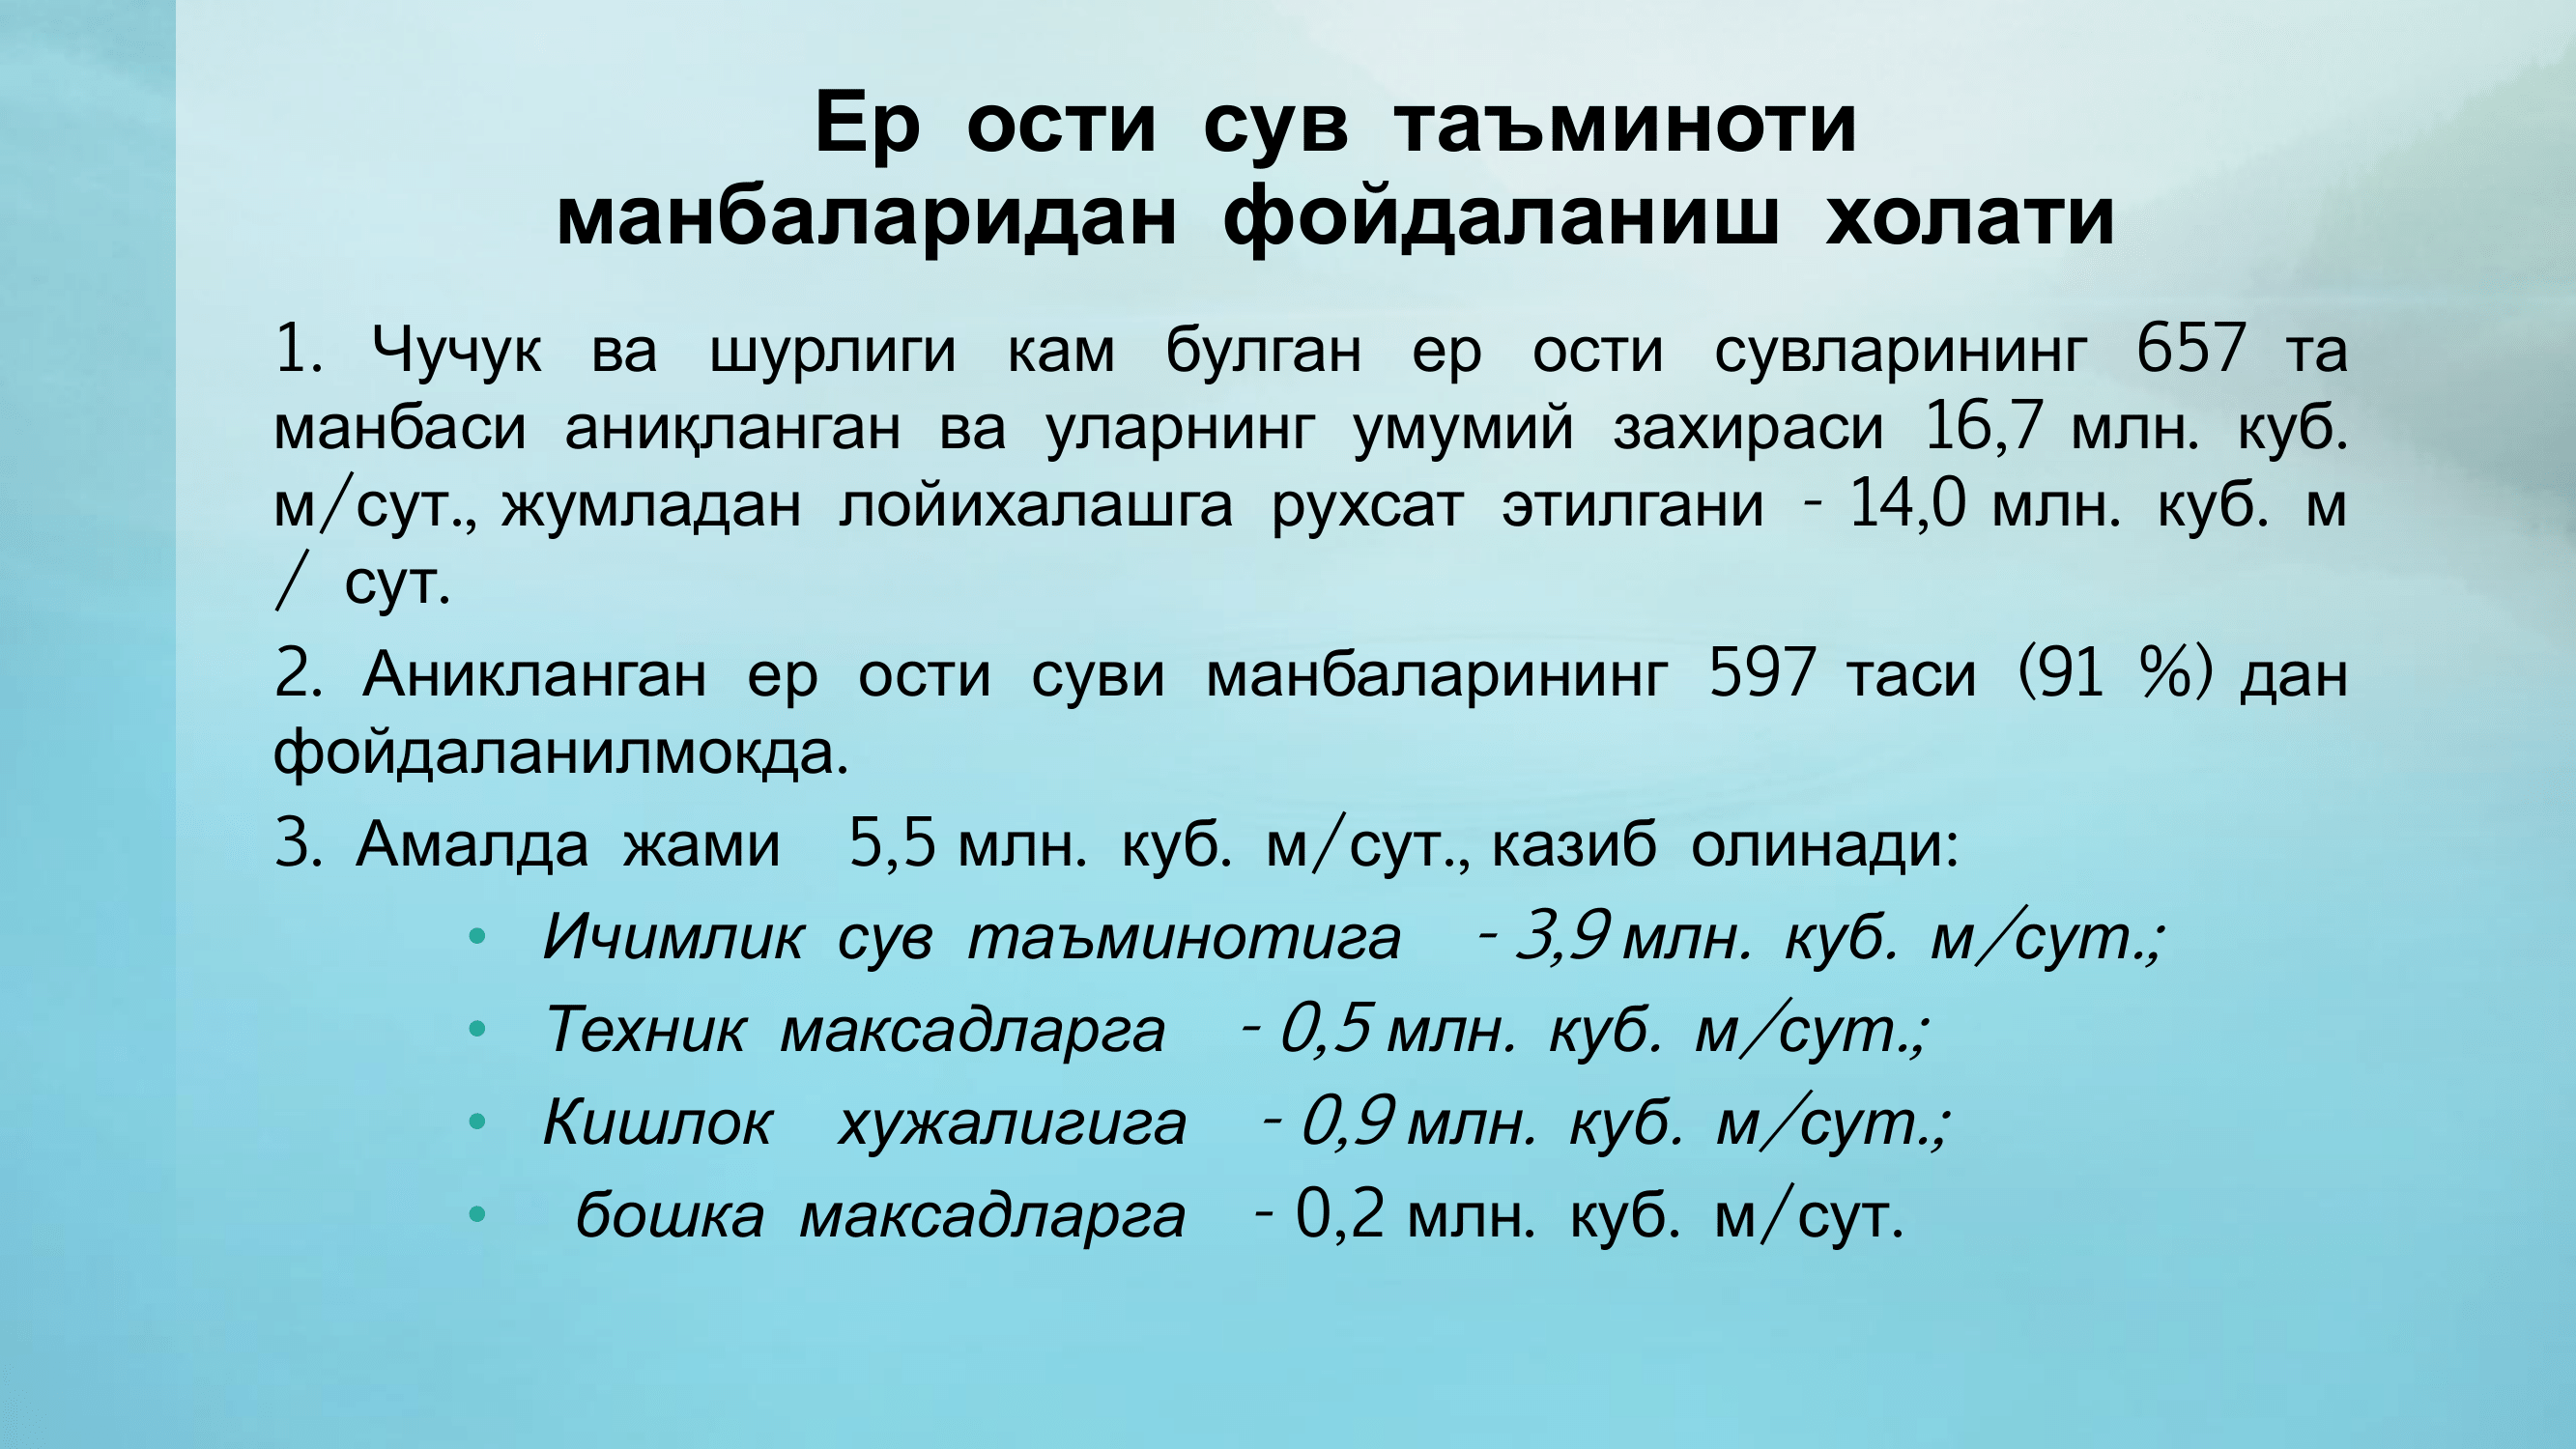 Ер ости сув таъминоти
манбаларидан фойдаланиш холати
1. Чучук ва шурлиги кам булган ер ости сувларининг 657 та
манбаси аниқланган ва уларнинг умумий захираси 16,7 млн. куб.
м/сут., жумладан лойихалашга рухсат этилгани - 14,0 млн. куб. м
/ сут.
2. Аникланган ер ости суви манбаларининг 597 таси (91 %) дан
фойдаланилмокда.
3. Амалда жами 5,5 млн. куб. м/сут., казиб олинади:
• Ичимлик сув таъминотига - 3,9 млн. куб. м/сут.;
• Техник максадларга - 0,5 млн. куб. м/сут.;
• Кишлок хужалигига - 0,9 млн. куб. м/сут.;
• бошка максадларга - 0,2 млн. куб. м/сут.